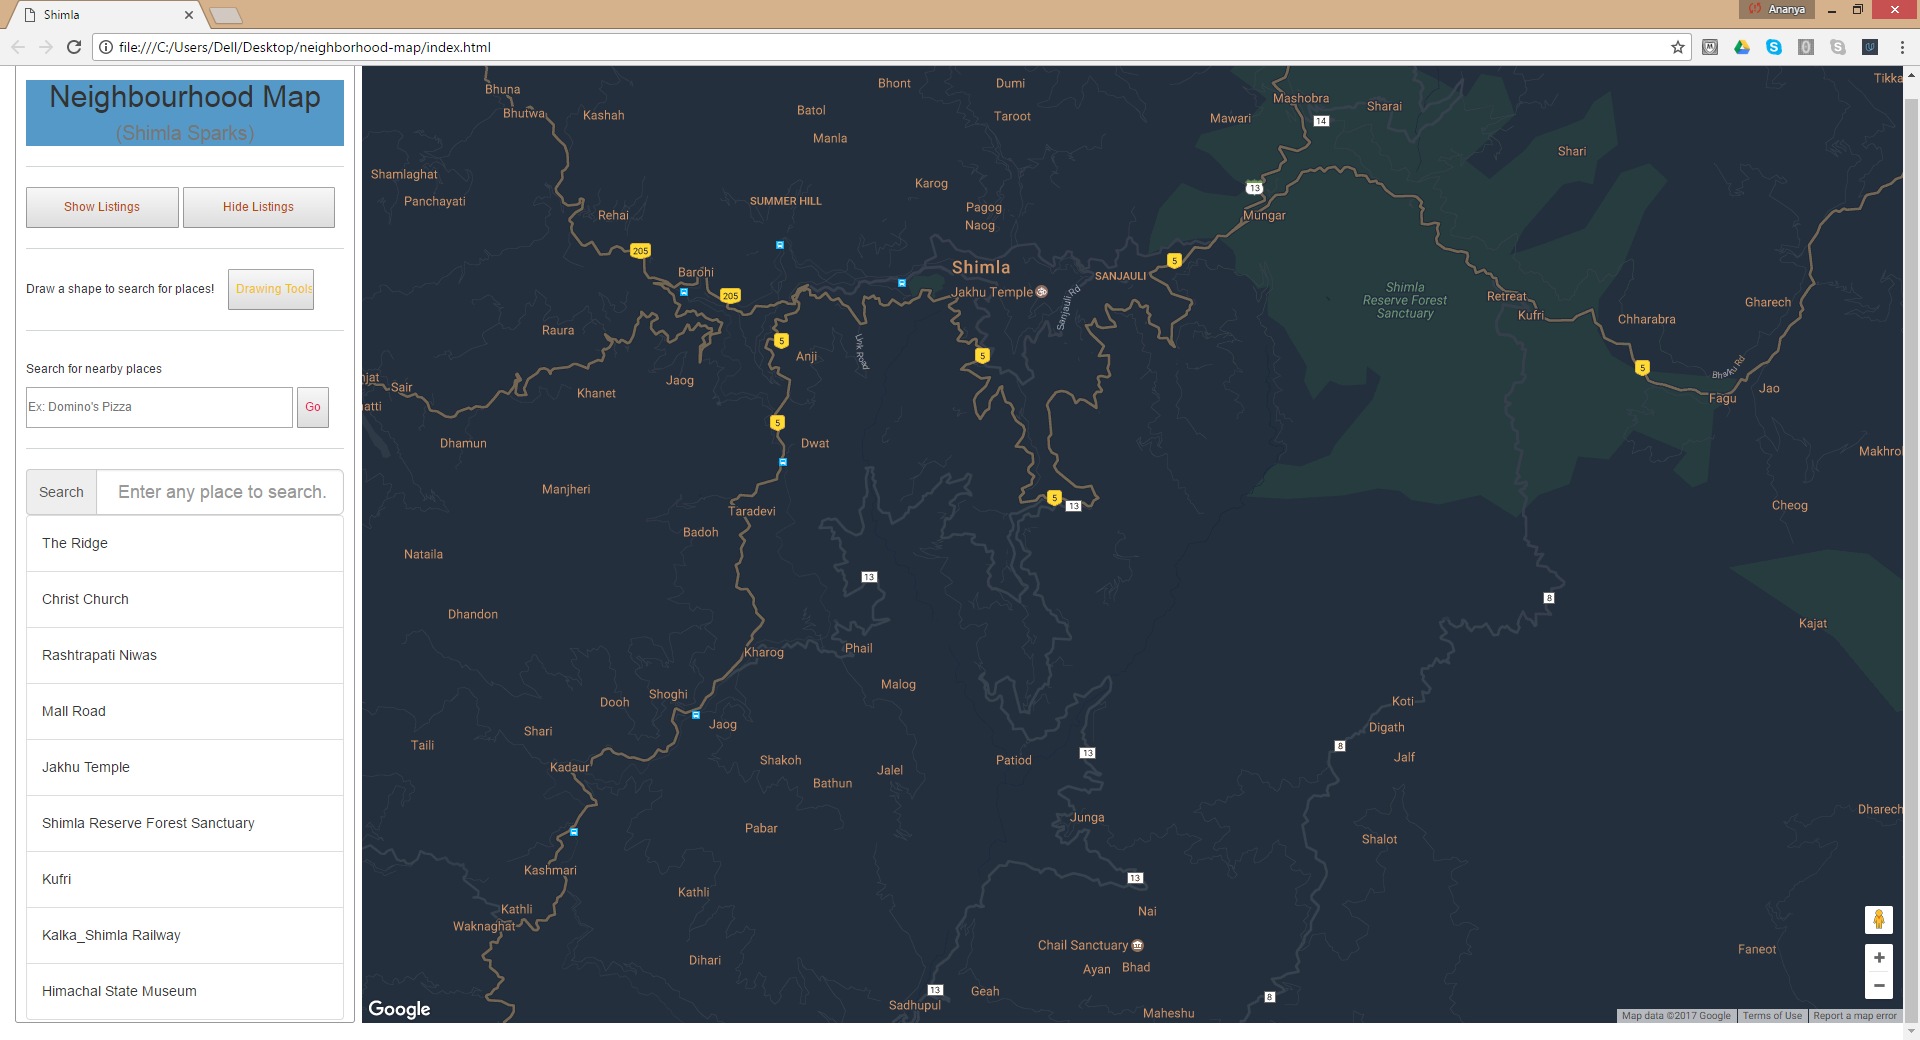 Shimla
Ananya
file:///C:/Users/Dell/Desktop/neighborhood-map/index.html
Neighbourhood Map
(Shimla Sparks)
Show Listings
Hide Listings
Draw a shape to search for places!
Drawing Tools
Search for nearby places
Ex: Domino's Pizza
Go
Search
Enter any place to search.
The Ridge
Christ Church
Rashtrapati Niwas
Mall Road
Jakhu Temple
Shimla Reserve Forest Sanctuary
Kufri
Kalka_Shimla Railway
Himachal State Museum
Bhuna
Bhont
Dumi
Tikka
Mashobra
Sharai
Bhutwa
Kashah
Batol
Taroot
Mawari
14
Manla
Shari
Shamlaghat
Karog
13
Panchayati
SUMMER HILL
Rehai
Pagog
Mungar
Naog
205
5
Barohi
Shimla
SANJAULI
205
Jakhu Temple
Sanjauli Rd
Shimla
Reserve Forest
Sanctuary
Retreat
Gharech
Kufri
Chharabra
Raura
5
Link Road
Anji
5
5
Bhalku Rd
Jaog
njat
Sair
Khanet
Jao
Fagu
atti
5
Dhamun
Dwat
Makhrol
Manjheri
5
13
Taradevi
Cheog
Badoh
Nataila
13
8
Dhandon
Kajat
Kharog
Phail
Malog
Shoghi
Dooh
Koti
Jaog
Digath
Shari
Taili
8
13
Jalf
Shakoh
Patiod
Kadaur
Jalel
Bathun
Dharech
Junga
Pabar
Shalot
Kashmari
13
Kathli
Kathli
Nai
Waknaghat
Chail Sanctuary
Faneot
Dihari
Ayan
Bhad
13
Geah
8
Sadhupul
Maheshu
Google
Map data ©2017 Google
Terms of Use
Report a map error